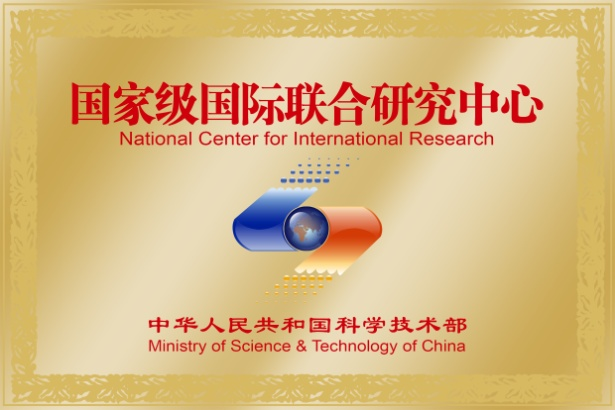 国家级国际联合研究中心
National Center for International Research
中华人民共和国科学技术部
Ministry of Science & Technology of China